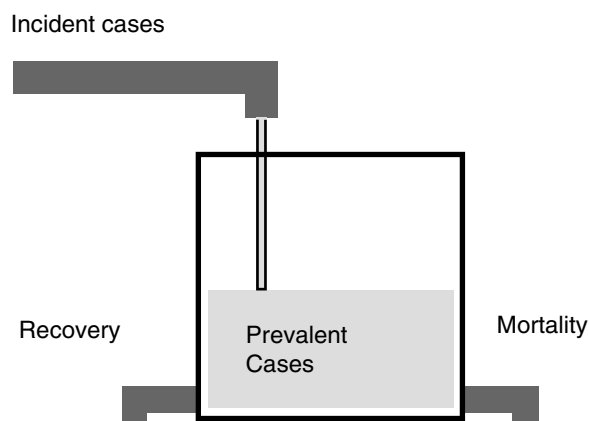 Incident cases
Recovery
Prevalent
Cases
Mortality